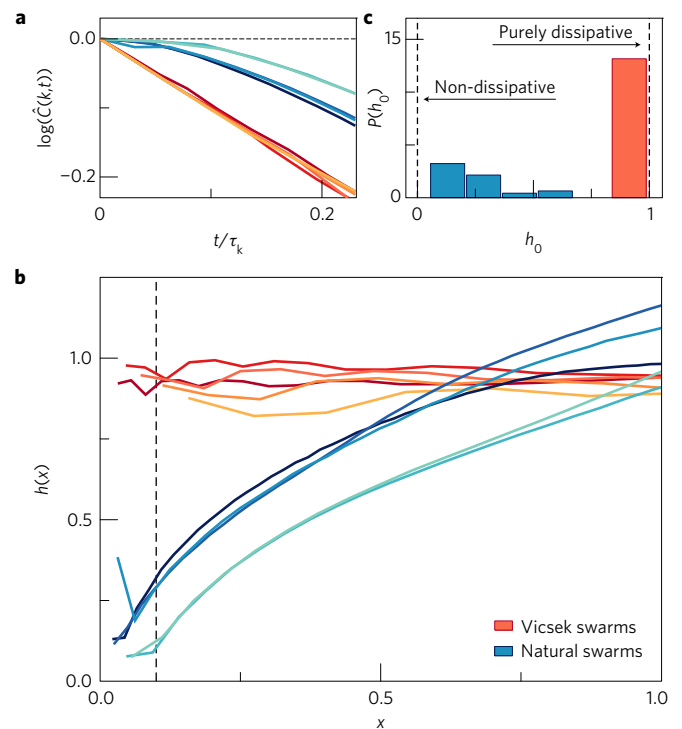 a
0.0
−0.2
log(Ĉ(k,t))
0
0.2
t/τk
c
15
0
P(h0)
Purely dissipative
Non-dissipative
0
1
h0
b
1.0
0.5
0.0
h(x)
Vicsek swarms
Natural swarms
0.0
0.5
1.0
x